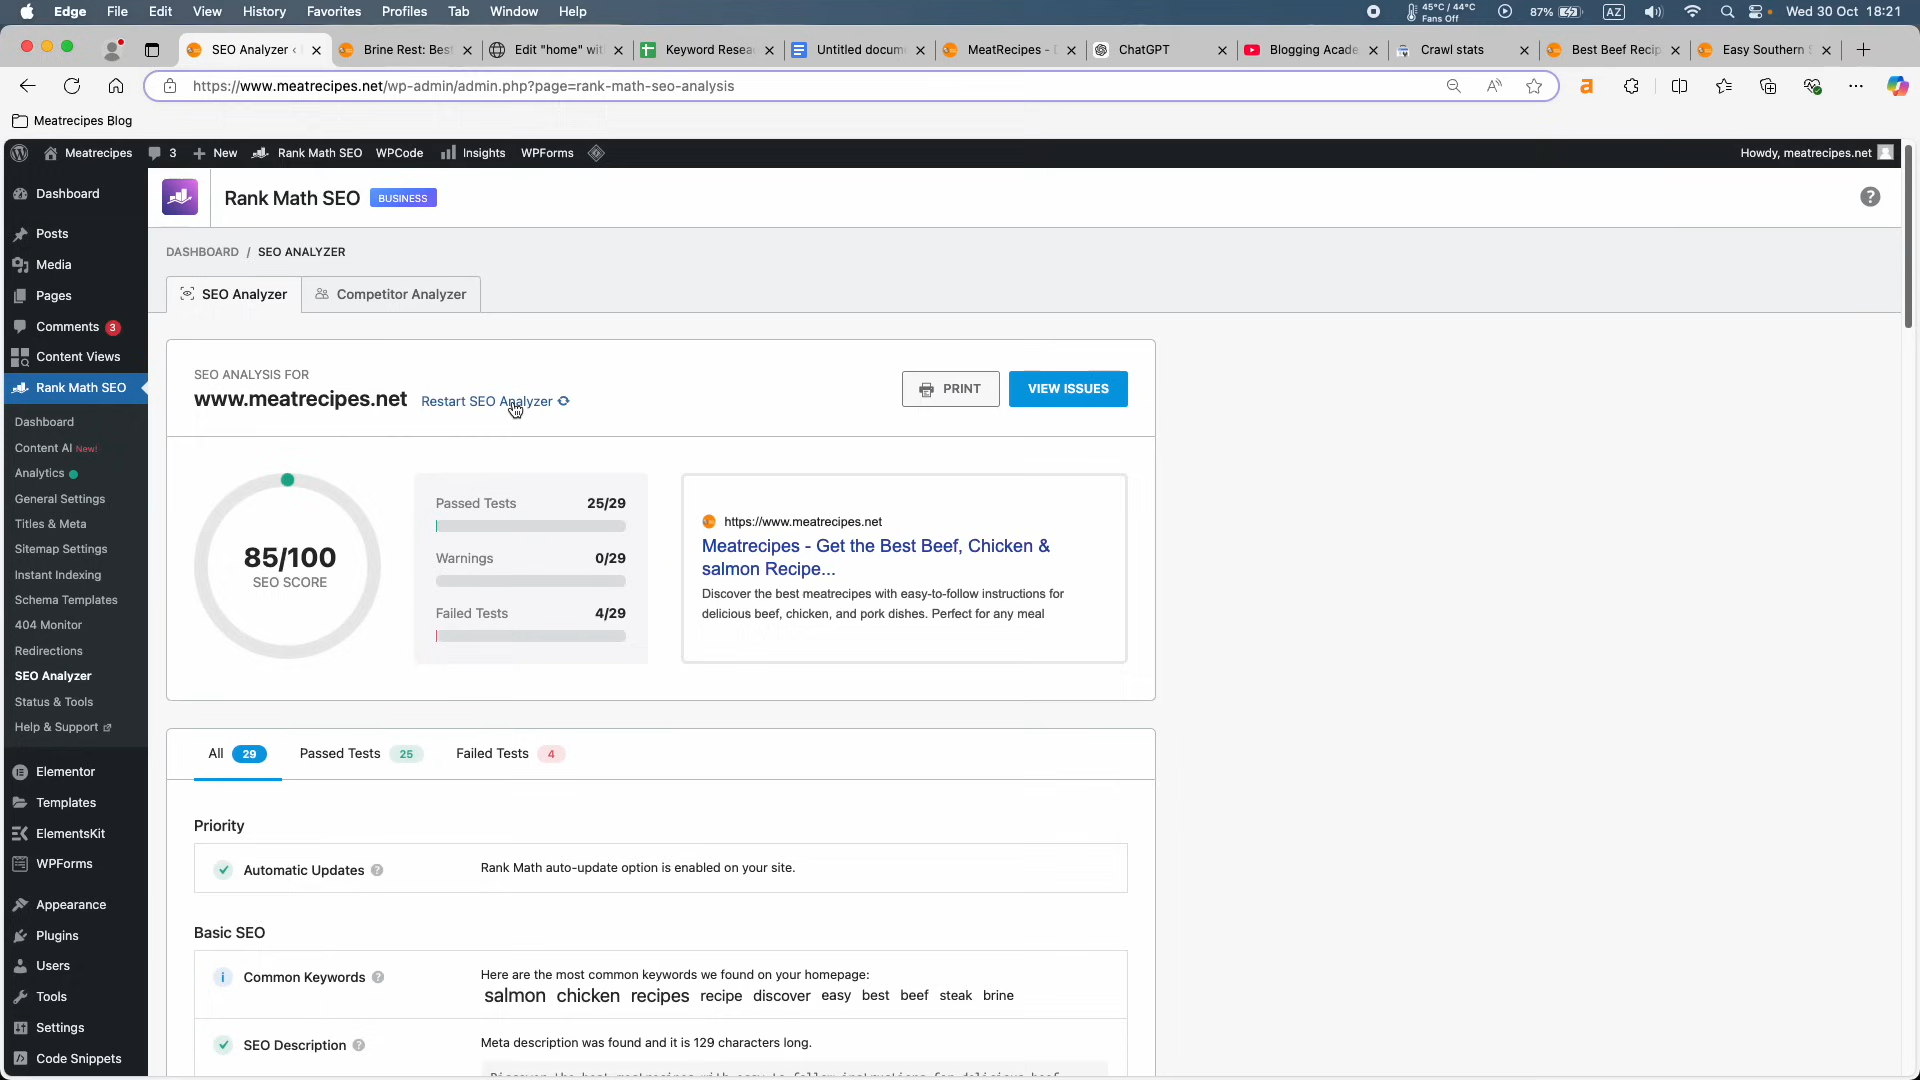 Edge File Edit View History Favorites Profiles Tab Window Help 45°C / 44°C Fans Off 87% AZ Wed 30 Oct 18:21
SEO Analyzer Brine Rest: Bes Edit "home" wit Keyword Resea Untitled docum MeatRecipes - ChatGPT Blogging Acade Crawl stats Best Beef Recip Easy Southern
https://www.meatrecipes.net/wp-admin/admin.php?page=rank-math-seo-analysis
Meatrecipes Blog
Meatrecipes 3 + New Rank Math SEO WPCode Insights WPForms Howdy, meatrecipes.net
Dashboard
Posts
Media
Pages
Comments 3
Content Views
Rank Math SEO
Dashboard
Content AI New!
Analytics
General Settings
Titles & Meta
Sitemap Settings
Instant Indexing
Schema Templates
404 Monitor
Redirections
SEO Analyzer
Status & Tools
Help & Support
Elementor
Templates
ElementsKit
WPForms
Appearance
Plugins
Users
Tools
Settings
Code Snippets
Rank Math SEO BUSINESS ?
DASHBOARD / SEO ANALYZER
SEO Analyzer Competitor Analyzer
SEO ANALYSIS FOR
www.meatrecipes.net Restart SEO Analyzer
PRINT VIEW ISSUES
85/100
SEO SCORE
Passed Tests 25/29
Warnings 0/29
Failed Tests 4/29
https://www.meatrecipes.net
Meatrecipes - Get the Best Beef, Chicken &
salmon Recipe...
Discover the best meatrecipes with easy-to-follow instructions for
delicious beef, chicken, and pork dishes. Perfect for any meal
All 29 Passed Tests 25 Failed Tests 4
Priority
Automatic Updates ? Rank Math auto-update option is enabled on your site.
Basic SEO
Common Keywords ? Here are the most common keywords we found on your homepage:
salmon chicken recipes recipe discover easy best beef steak brine
SEO Description ? Meta description was found and it is 129 characters long.